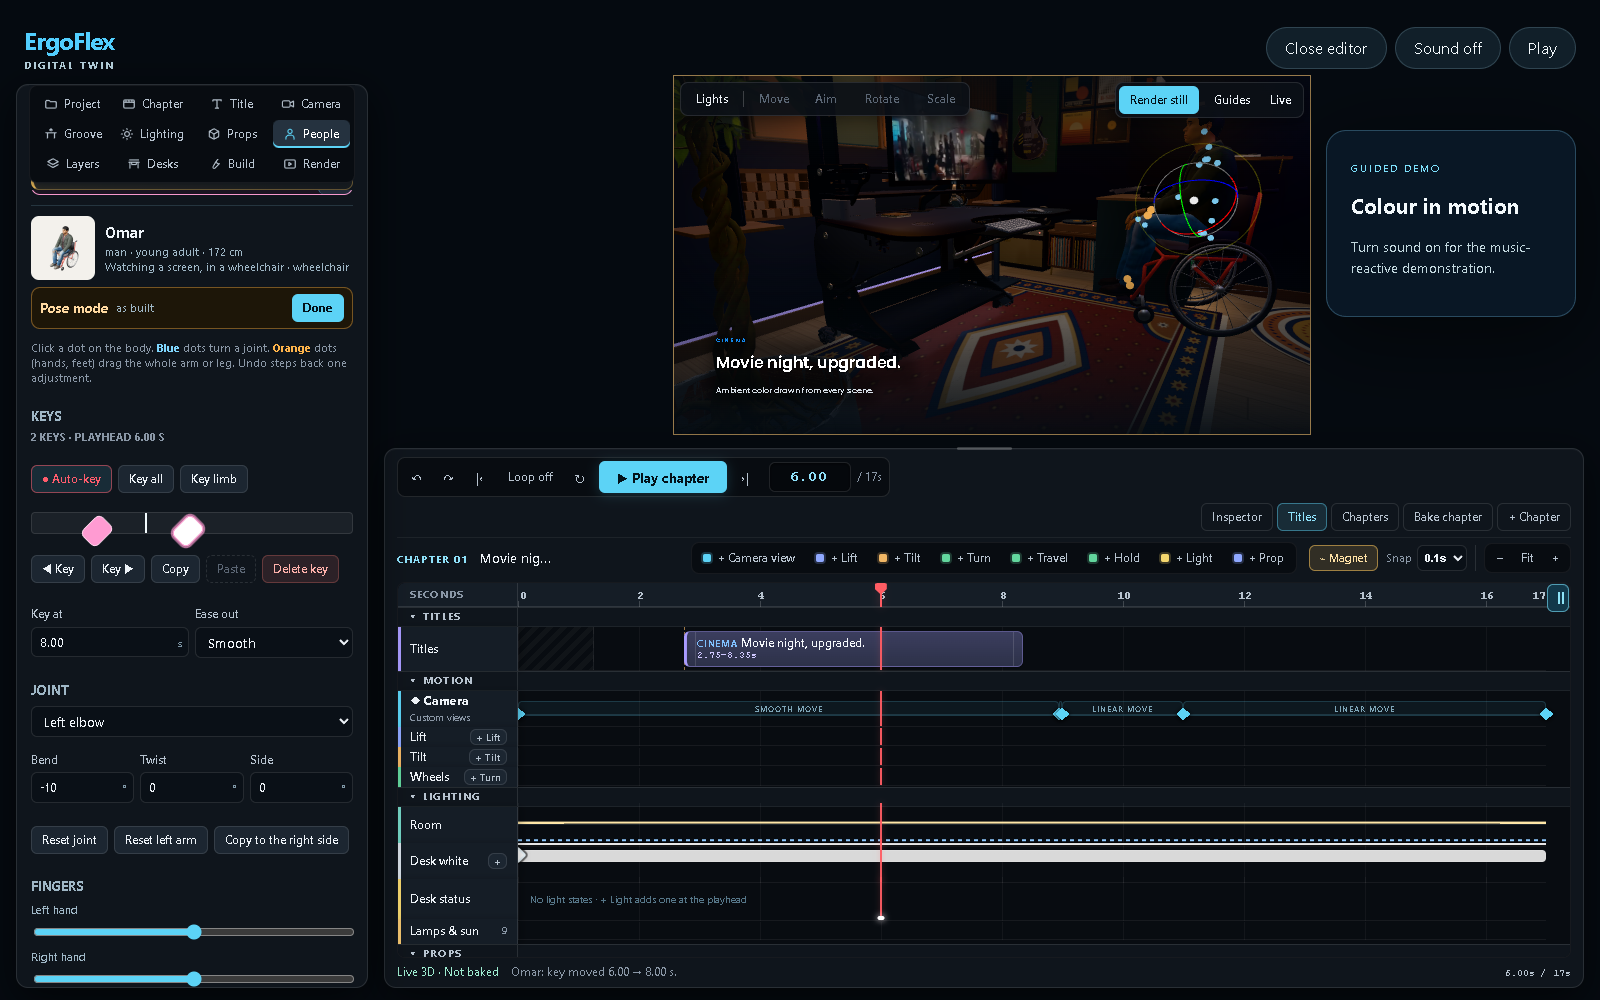 ErgoFlex
DIGITAL TWIN
Close editor
Sound off
Play
Project
Chapter
Title
Camera
Groove
Lighting
Props
People
Layers
Desks
Build
Render
Omar
man · young adult · 172 cm
Watching a screen, in a wheelchair · wheelchair
Pose mode as built
Done
Click a dot on the body. Blue dots turn a joint. Orange dots
(hands, feet) drag the whole arm or leg. Undo steps back one
adjustment.
KEYS
2 KEYS · PLAYHEAD 6.00 S
● Auto-key
Key all
Key limb
◀ Key
Key ▶
Copy
Paste
Delete key
Key at
Ease out
8.00 s
Smooth
JOINT
Left elbow
Bend
Twist
Side
-10 °
0 °
0 °
Reset joint
Reset left arm
Copy to the right side
FINGERS
Left hand
Right hand
Lights
Move
Aim
Rotate
Scale
Render still
Guides
Live
CINEMA
Movie night, upgraded.
Ambient color drawn from every scene.
GUIDED DEMO
Colour in motion
Turn sound on for the music-
reactive demonstration.
Loop off
▶ Play chapter
6.00 / 17s
Inspector
Titles
Chapters
Bake chapter
+ Chapter
CHAPTER 01 Movie nig...
+ Camera view
+ Lift
+ Tilt
+ Turn
+ Travel
+ Hold
+ Light
+ Prop
~ Magnet
Snap 0.1s
− Fit +
SECONDS
0 2 4 6 8 10 12 14 16 17
TITLES
Titles
CINEMA Movie night, upgraded.
2.75–8.35s
MOTION
◆ Camera
Custom views
SMOOTH MOVE
LINEAR MOVE
LINEAR MOVE
Lift
+ Lift
Tilt
+ Tilt
Wheels
+ Turn
LIGHTING
Room
Desk white
+
Desk status
No light states · + Light adds one at the playhead
Lamps & sun 9
PROPS
Live 3D · Not baked
Omar: key moved 6.00 → 8.00 s.
6.00s / 17s